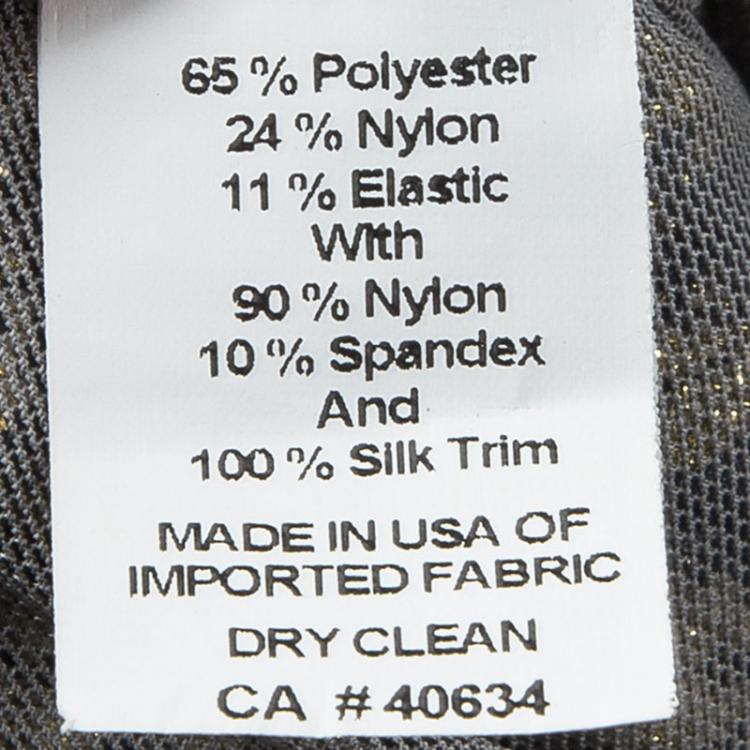 65 % Polyester
24 % Nylon
11 % Elastic
With
90 % Nylon
10 % Spandex
And
100 % Silk Trim
MADE IN USA OF
IMPORTED FABRIC
DRY CLEAN
CA # 40634